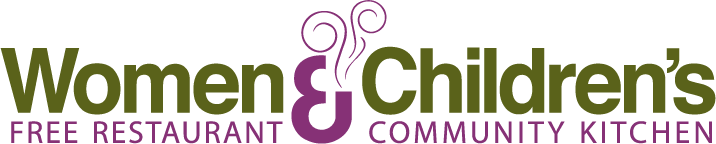 Women & Children's
FREE RESTAURANT COMMUNITY KITCHEN